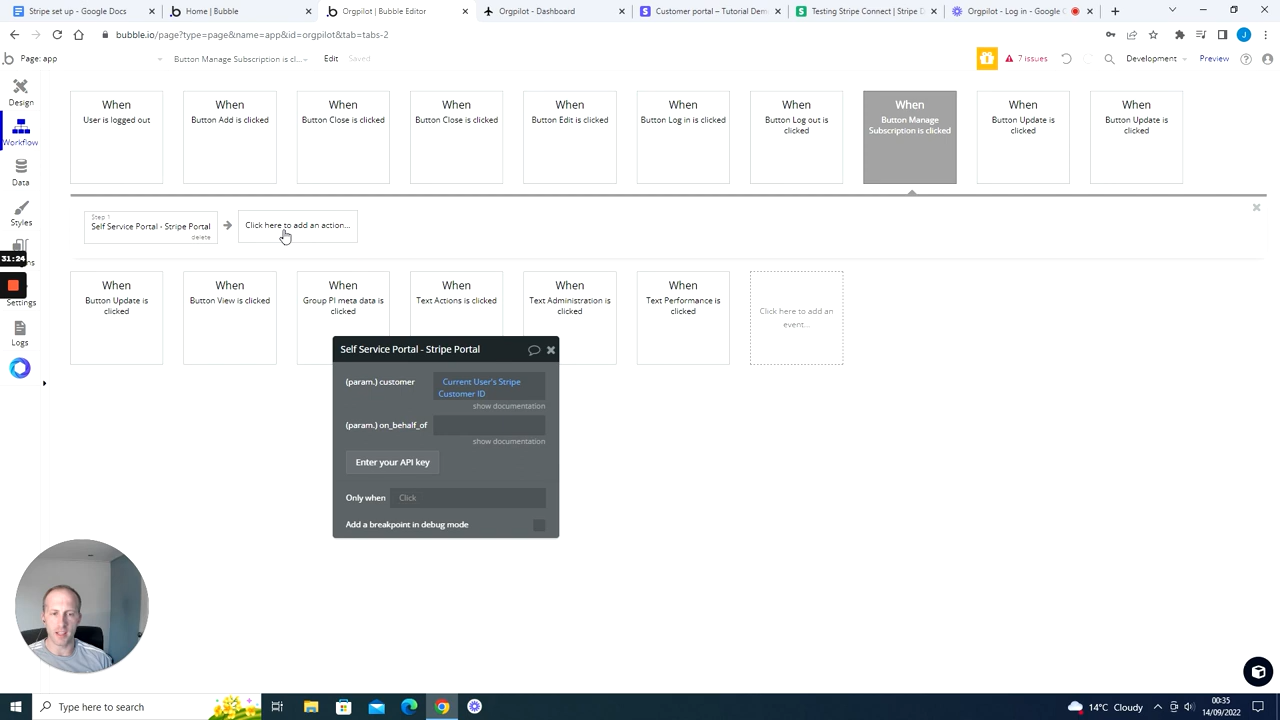 Stripe set up - Google Docs
Home | Bubble
Orgpilot | Bubble Editor
Orgpilot - Dashboard
Customer portal – Tutorial Dem
Testing Stripe Connect | Stripe D
Orgpilot - Log in - Google C
bubble.io/page?type=page&name=app&id=orgpilot&tab=tabs-2
Page: app
Button Manage Subscription is cl...
Edit
Saved
7 issues
Development
Preview
Design
Workflow
Data
Styles
31:24
Settings
Logs
When
User is logged out
When
Button Add is clicked
When
Button Close is clicked
When
Button Close is clicked
When
Button Edit is clicked
When
Button Log in is clicked
When
Button Log out is
clicked
When
Button Manage
Subscription is clicked
When
Button Update is
clicked
When
Button Update is
clicked
Step 1
Self Service Portal - Stripe Portal
delete
Click here to add an action...
When
Button Update is
clicked
When
Button View is clicked
When
Group PI meta data is
clicked
When
Text Actions is clicked
When
Text Administration is
clicked
When
Text Performance is
clicked
Click here to add an
event...
Self Service Portal - Stripe Portal
(param.) customer
Current User's Stripe
Customer ID
show documentation
(param.) on_behalf_of
show documentation
Enter your API key
Only when
Click
Add a breakpoint in debug mode
Type here to search
14°C Cloudy
00:35
14/09/2022